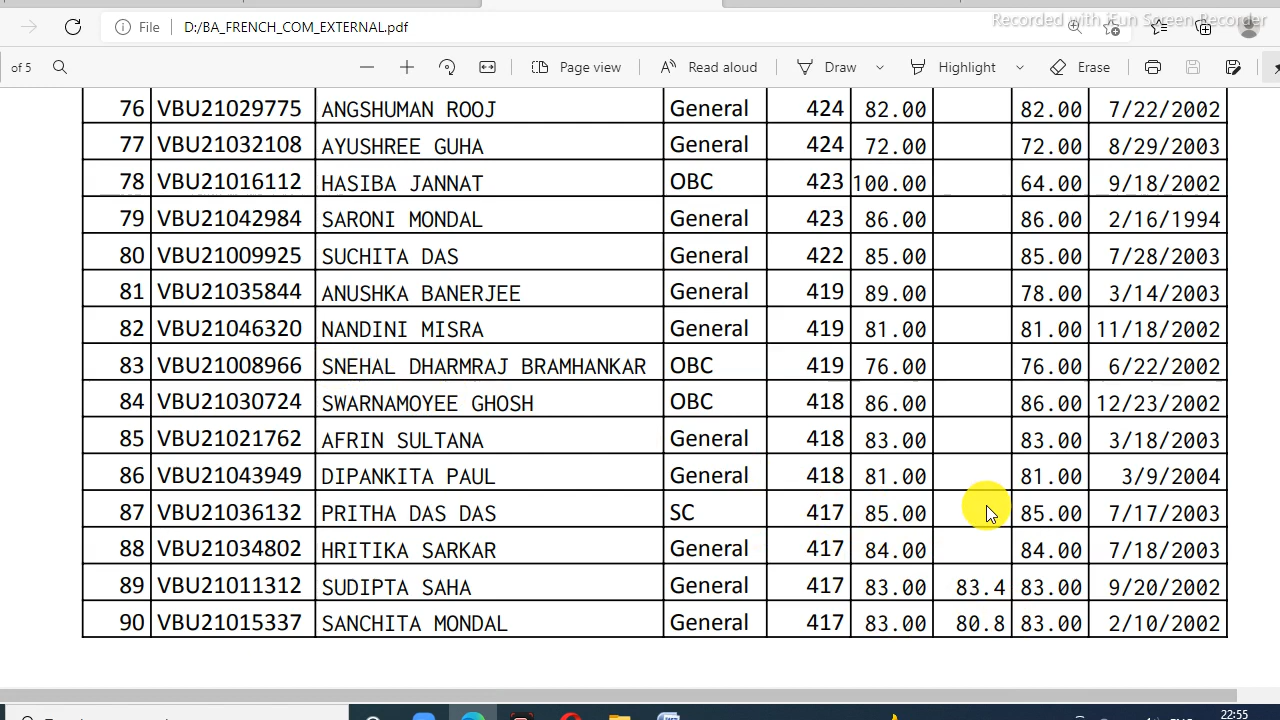 Recorded with iFun Screen Recorder
File D:/BA_FRENCH_COM_EXTERNAL.pdf
of 5 Page view Read aloud Draw Highlight Erase
76 VBU21029775 ANGSHUMAN ROOJ General 424 82.00 82.00 7/22/2002
77 VBU21032108 AYUSHREE GUHA General 424 72.00 72.00 8/29/2003
78 VBU21016112 HASIBA JANNAT OBC 423 100.00 64.00 9/18/2002
79 VBU21042984 SARONI MONDAL General 423 86.00 86.00 2/16/1994
80 VBU21009925 SUCHITA DAS General 422 85.00 85.00 7/28/2003
81 VBU21035844 ANUSHKA BANERJEE General 419 89.00 78.00 3/14/2003
82 VBU21046320 NANDINI MISRA General 419 81.00 81.00 11/18/2002
83 VBU21008966 SNEHAL DHARMRAJ BRAMHANKAR OBC 419 76.00 76.00 6/22/2002
84 VBU21030724 SWARNAMOYEE GHOSH OBC 418 86.00 86.00 12/23/2002
85 VBU21021762 AFRIN SULTANA General 418 83.00 83.00 3/18/2003
86 VBU21043949 DIPANKITA PAUL General 418 81.00 81.00 3/9/2004
87 VBU21036132 PRITHA DAS DAS SC 417 85.00 85.00 7/17/2003
88 VBU21034802 HRITIKA SARKAR General 417 84.00 84.00 7/18/2003
89 VBU21011312 SUDIPTA SAHA General 417 83.00 83.4 83.00 9/20/2002
90 VBU21015337 SANCHITA MONDAL General 417 83.00 80.8 83.00 2/10/2002
22:55